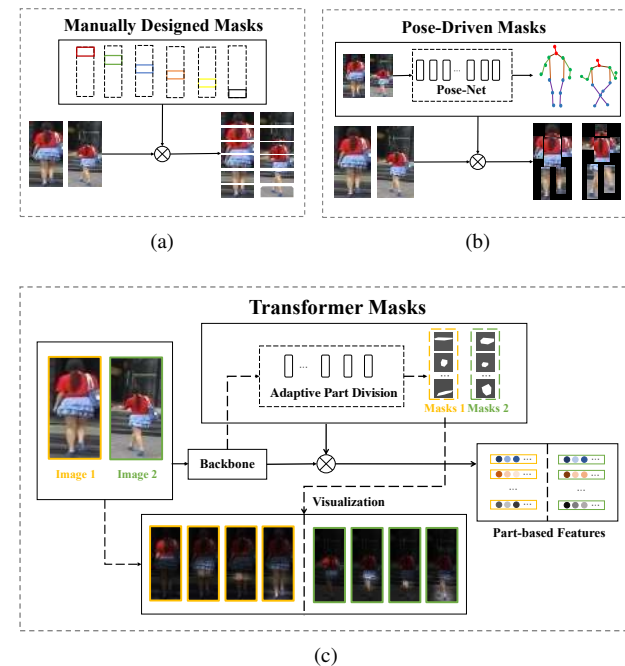 Manually Designed Masks
Pose-Driven Masks
...
Pose-Net
(a)
(b)
Transformer Masks
...
Adaptive Part Division
...
...
Masks 1
Masks 2
Image 1
Image 2
Backbone
...
...
...
...
...
...
...
...
Visualization
Part-based Features
(c)